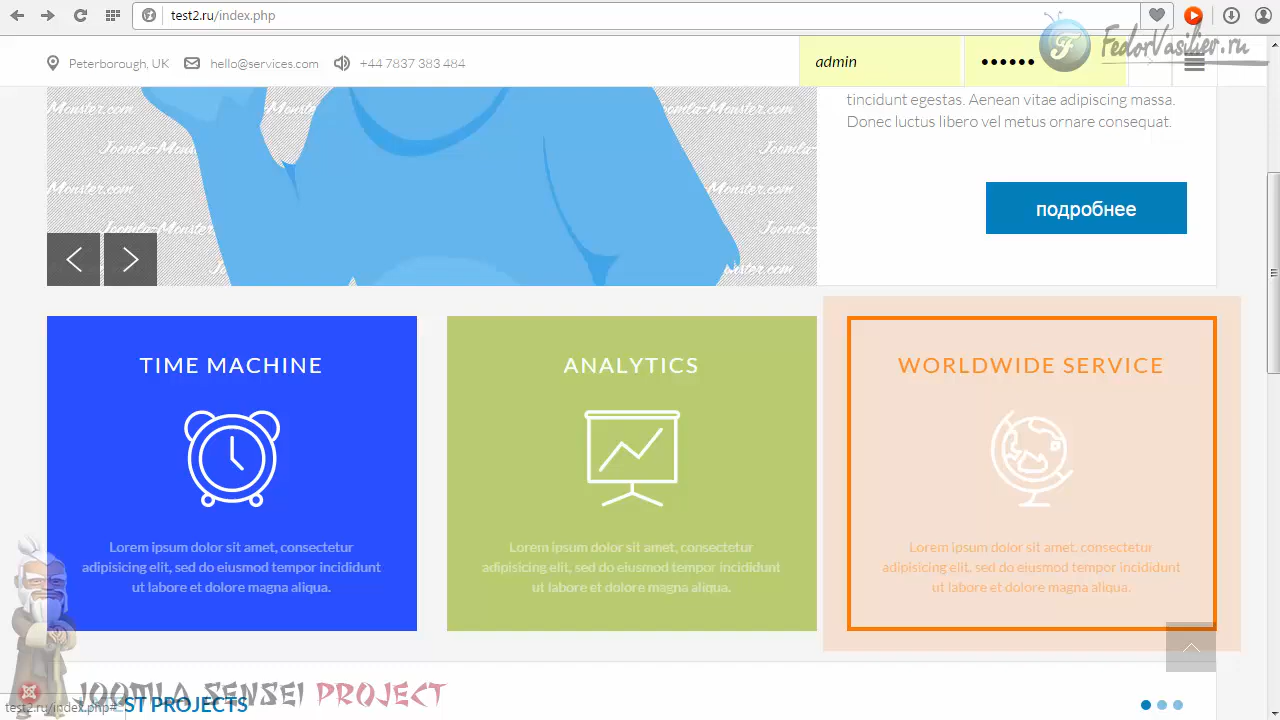 test2.ru/index.php
FedorVasiliev.ru
Peterborough, UK hello@services.com +44 7837 383 484 admin ••••••
tincidunt egestas. Aenean vitae adipiscing massa.
Donec luctus libero vel metus ornare consequat.
Joomla-Monster.com
подробнее
TIME MACHINE
Lorem ipsum dolor sit amet, consectetur
adipisicing elit, sed do eiusmod tempor incididunt
ut labore et dolore magna aliqua.
ANALYTICS
Lorem ipsum dolor sit amet, consectetur
adipisicing elit, sed do eiusmod tempor incididunt
ut labore et dolore magna aliqua.
WORLDWIDE SERVICE
Lorem ipsum dolor sit amet, consectetur
adipisicing elit, sed do eiusmod tempor incididunt
ut labore et dolore magna aliqua.
JOOMLA SENSEI PROJECT
ST PROJECTS
test2.ru/index.php#